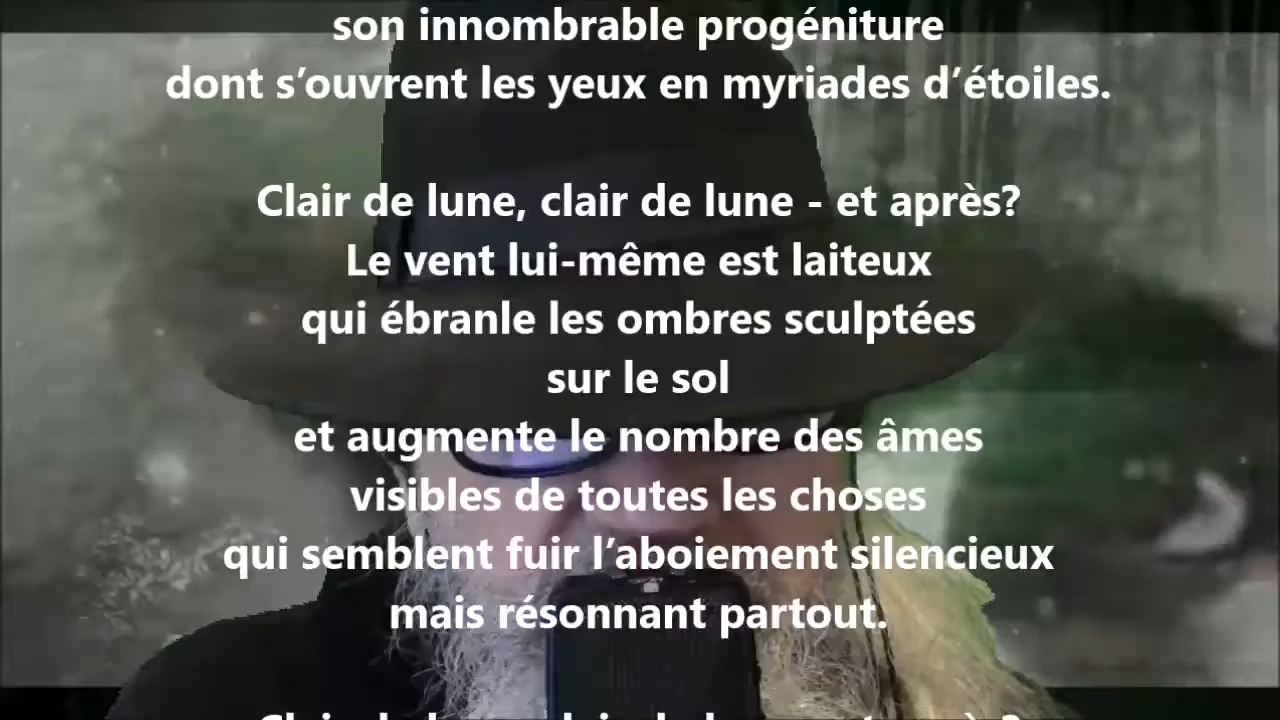 son innombrable progéniture
dont s’ouvrent les yeux en myriades d’étoiles.
Clair de lune, clair de lune - et après?
Le vent lui-même est laiteux
qui ébranle les ombres sculptées
sur le sol
et augmente le nombre des âmes
visibles de toutes les choses
qui semblent fuir l’aboiement silencieux
mais résonnant partout.